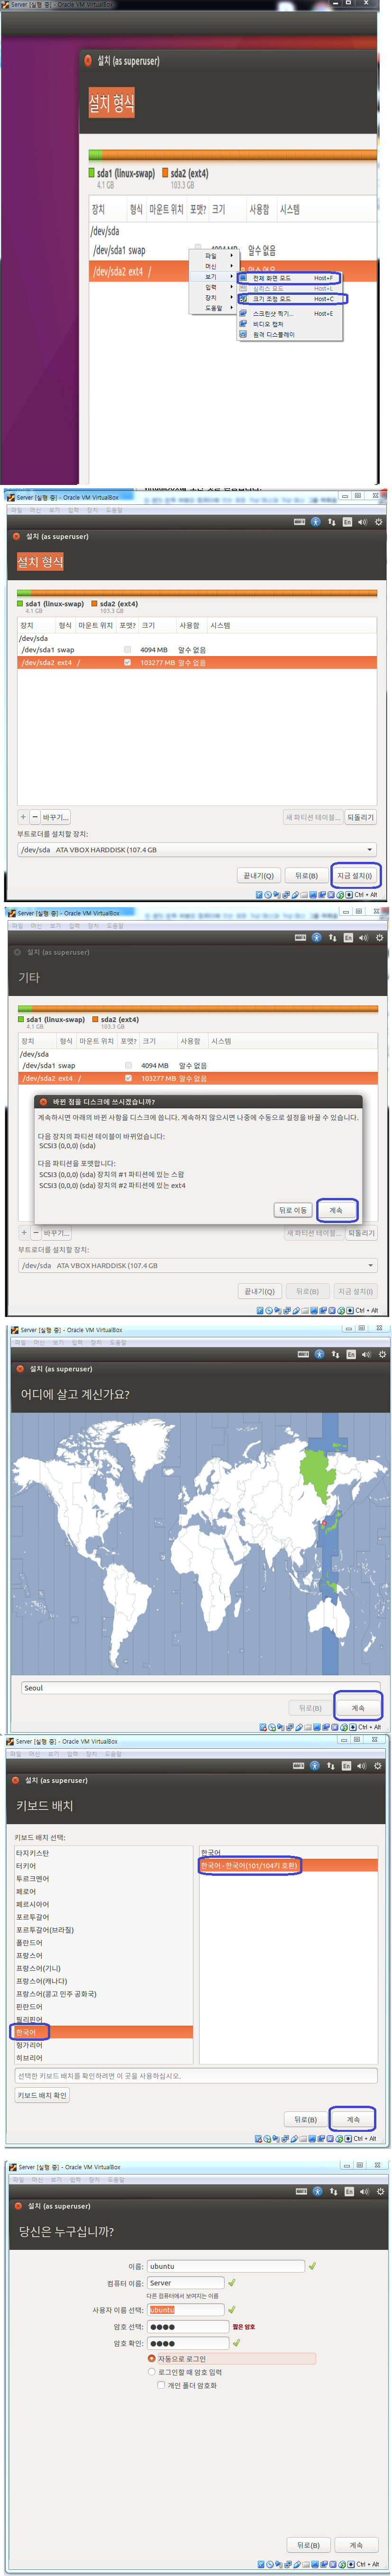 Server [실행 중] - Oracle VM VirtualBox
설치 (as superuser)
설치 형식
sda1 (linux-swap) sda2 (ext4)
4.1 GB 103.3 GB
장치 형식 마운트 위치 포맷? 크기 사용함 시스템
/dev/sda
/dev/sda1 swap 4094 MB 알수 없음
/dev/sda2 ext4 /
파일
머신
보기
입력
장치
도움말
전체 화면 모드 Host+F
심리스 모드 Host+L
크기 조정 모드 Host+C
스크린샷 찍기... Host+E
비디오 캡처
원격 디스플레이
Server [실행 중] - Oracle VM VirtualBox
파일 머신 보기 입력 장치 도움말
En
설치 (as superuser)
설치 형식
sda1 (linux-swap) sda2 (ext4)
4.1 GB 103.3 GB
장치 형식 마운트 위치 포맷? 크기 사용함 시스템
/dev/sda
/dev/sda1 swap 4094 MB 알수 없음
/dev/sda2 ext4 / 103277 MB 알수 없음
+ − 바꾸기... 새 파티션 테이블... 되돌리기
부트로더를 설치할 장치:
/dev/sda ATA VBOX HARDDISK (107.4 GB
끝내기(Q) 뒤로(B) 지금 설치(I)
Ctrl + Alt
Server [실행 중] - Oracle VM VirtualBox
파일 머신 보기 입력 장치 도움말
En
설치 (as superuser)
기타
sda1 (linux-swap) sda2 (ext4)
4.1 GB 103.3 GB
장치 형식 마운트 위치 포맷? 크기 사용함 시스템
/dev/sda
/dev/sda1 swap 4094 MB 알수 없음
/dev/sda2 ext4 / 103277 MB 알수 없음
바뀐 점을 디스크에 쓰시겠습니까?
계속하시면 아래의 바뀐 사항을 디스크에 씁니다. 계속하지 않으시면 나중에 수동으로 설정을 바꿀 수 있습니다.
다음 장치의 파티션 테이블이 바뀌었습니다:
SCSI3 (0,0,0) (sda)
다음 파티션을 포맷합니다:
SCSI3 (0,0,0) (sda) 장치의 #1 파티션에 있는 스왑
SCSI3 (0,0,0) (sda) 장치의 #2 파티션에 있는 ext4
뒤로 이동 계속
+ − 바꾸기... 새 파티션 테이블... 되돌리기
부트로더를 설치할 장치:
/dev/sda ATA VBOX HARDDISK (107.4 GB
끝내기(Q) 뒤로(B) 지금 설치(I)
Ctrl + Alt
Server [실행 중] - Oracle VM VirtualBox
파일 머신 보기 입력 장치 도움말
En
설치 (as superuser)
어디에 살고 계신가요?
Seoul
뒤로(B) 계속
Ctrl + Alt
Server [실행 중] - Oracle VM VirtualBox
파일 머신 보기 입력 장치 도움말
En
설치 (as superuser)
키보드 배치
키보드 배치 선택:
타지키스탄
터키어
투르크멘어
페로어
페르시아어
포르투갈어
포르투갈어(브라질)
폴란드어
프랑스어
프랑스어(기니)
프랑스어(캐나다)
프랑스어(콩고 민주 공화국)
핀란드어
필리핀어
한국어
헝가리어
히브리어
한국어
한국어 - 한국어(101/104키 호환)
선택한 키보드 배치를 확인하려면 이 곳을 사용하십시오.
키보드 배치 확인
뒤로(B) 계속
Ctrl + Alt
Server [실행 중] - Oracle VM VirtualBox
파일 머신 보기 입력 장치 도움말
En
설치 (as superuser)
당신은 누구십니까?
이름: ubuntu
컴퓨터 이름: Server
다른 컴퓨터에서 보여지는 이름
사용자 이름 선택: ubuntu
암호 선택: ●●●● 짧은 암호
암호 확인: ●●●●
자동으로 로그인
로그인할 때 암호 입력
개인 폴더 암호화
뒤로(B) 계속
Ctrl + Alt